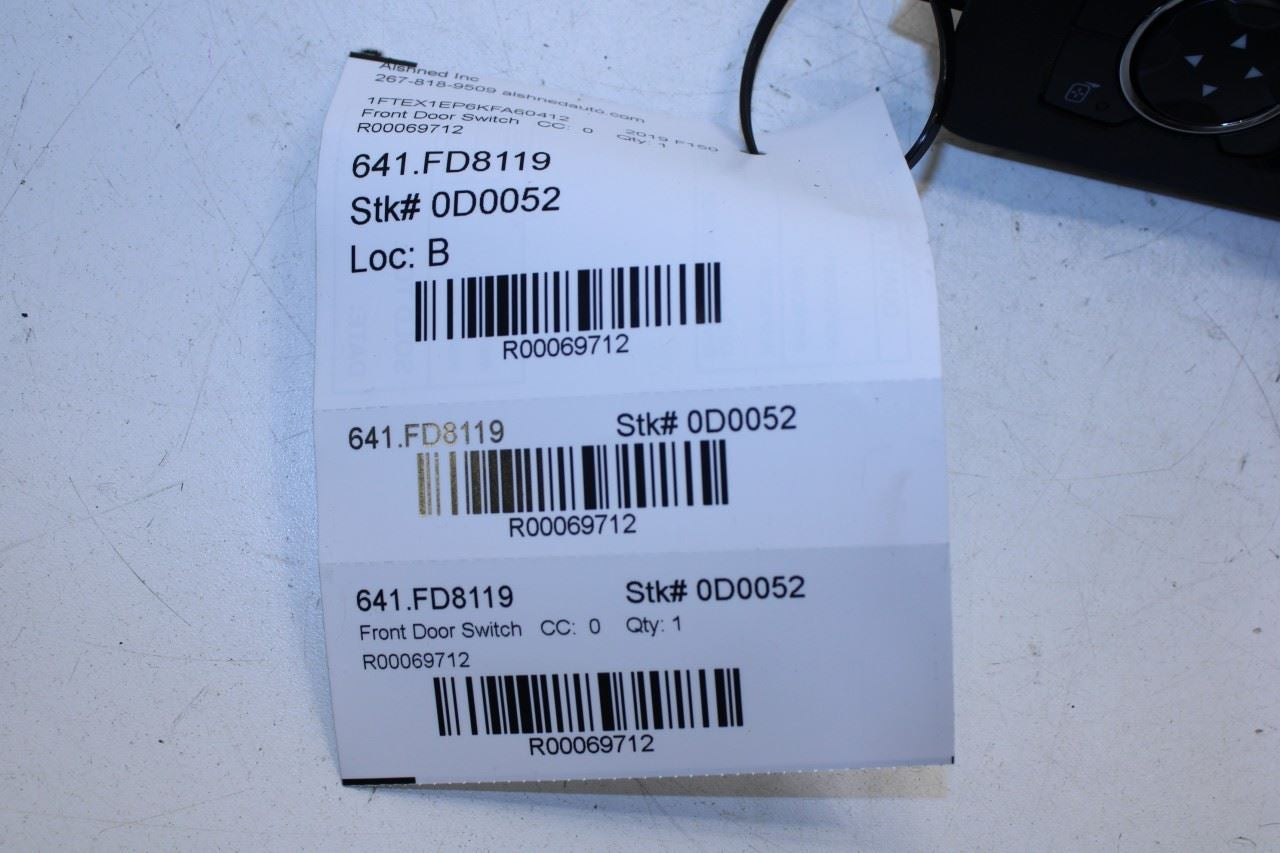 Aishned Inc
267-818-9509 aishnedauto.com
1FTEX1EP6KFA60412 2019 F150
Front Door Switch CC: 0 Qty: 1
R00069712
641.FD8119
Stk# 0D0052
Loc: B
R00069712
641.FD8119 Stk# 0D0052
R00069712
641.FD8119 Stk# 0D0052
Front Door Switch CC: 0 Qty: 1
R00069712
R00069712